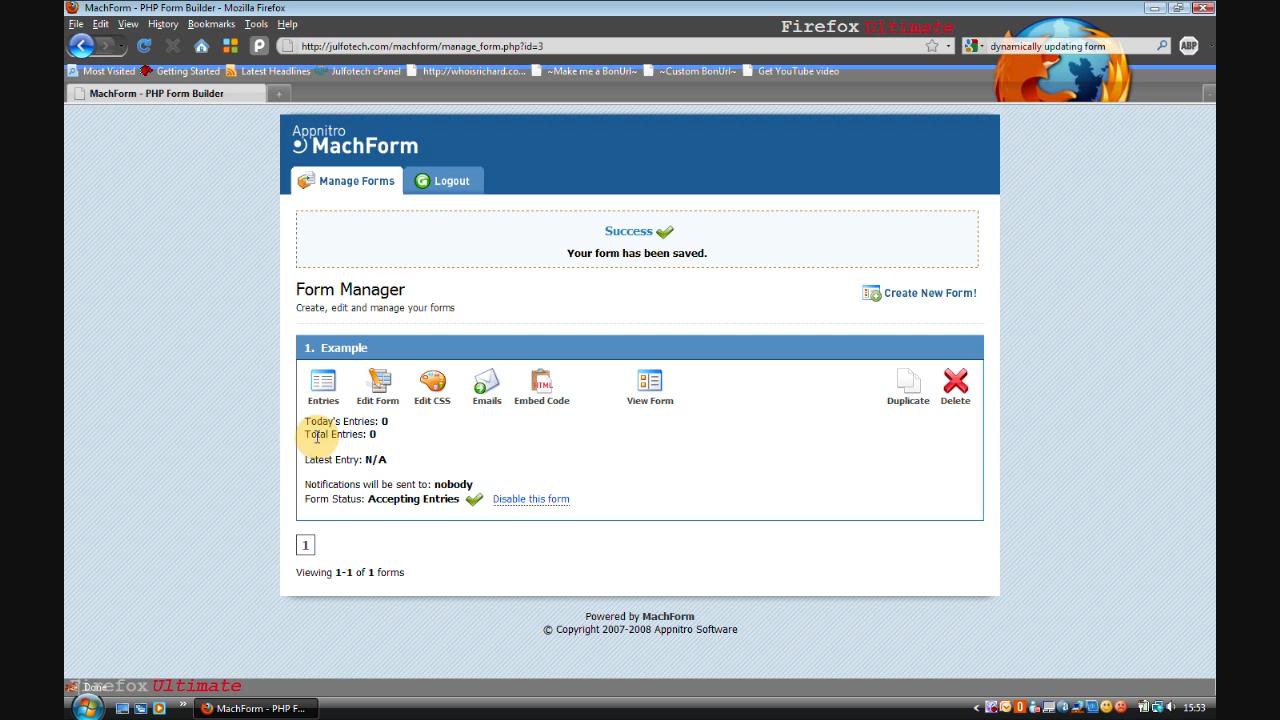 MachForm - PHP Form Builder - Mozilla Firefox
File Edit View History Bookmarks Tools Help
Firefox Ultimate
http://julfotech.com/machform/manage_form.php?id=3
dynamically updating form
ABP
Most Visited Getting Started Latest Headlines Julfotech cPanel http://whoisrichard.co... ~Make me a BonUrl~ ~Custom BonUrl~ Get YouTube video
MachForm - PHP Form Builder
Appnitro
MachForm
Manage Forms Logout
Success
Your form has been saved.
Form Manager
Create, edit and manage your forms
Create New Form!
1. Example
HTML
Entries Edit Form Edit CSS Emails Embed Code View Form Duplicate Delete
Today's Entries: 0
Total Entries: 0
Latest Entry: N/A
Notifications will be sent to: nobody
Form Status: Accepting Entries Disable this form
1
Viewing 1-1 of 1 forms
Powered by MachForm
© Copyright 2007-2008 Appnitro Software
Done
Firefox Ultimate
MachForm - PHP F...
15:53